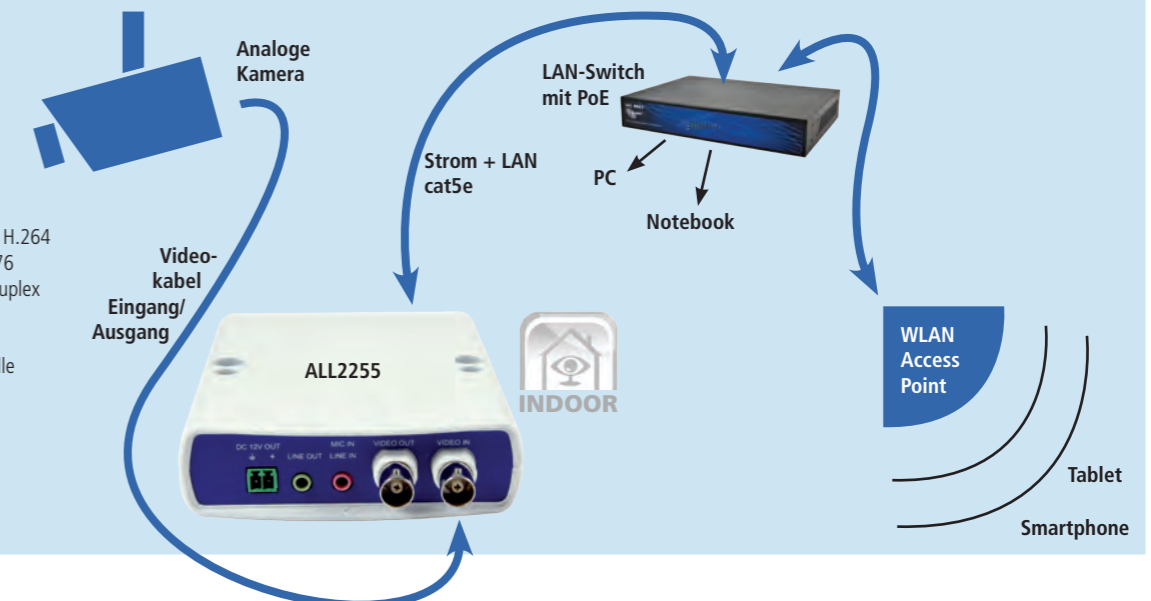 Analoge
Kamera
LAN-Switch
mit PoE
Strom + LAN
cat5e
PC
Notebook
H.264
76
uplex
lle
Video-
kabel
Eingang/
Ausgang
ALL2255
INDOOR
DC 12V OUT
+
LINE OUT
MIC IN
LINE IN
VIDEO OUT
VIDEO IN
WLAN
Access
Point
Tablet
Smartphone